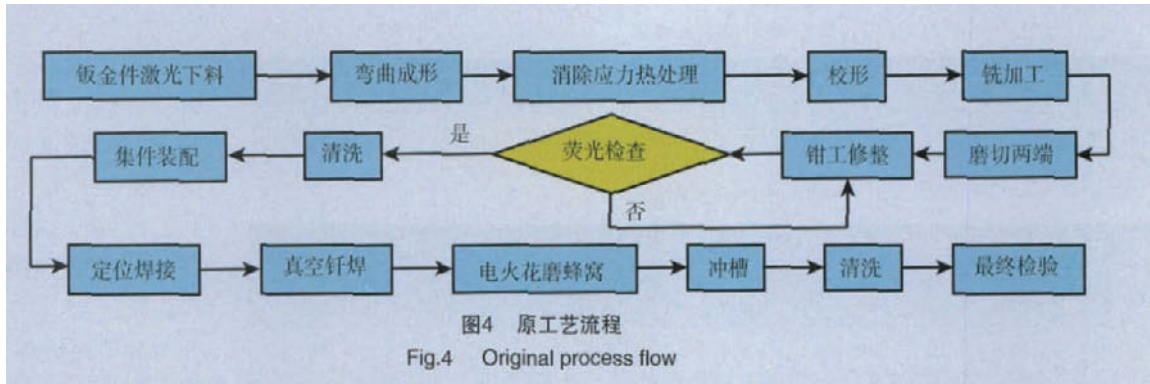 钣金件激光下料
弯曲成形
消除应力热处理
校形
铣加工
磨切两端
钳工修整
荧光检查
是
否
清洗
集件装配
定位焊接
真空钎焊
电火花磨蜂窝
冲槽
清洗
最终检验
图4 原工艺流程
Fig.4 Original process flow